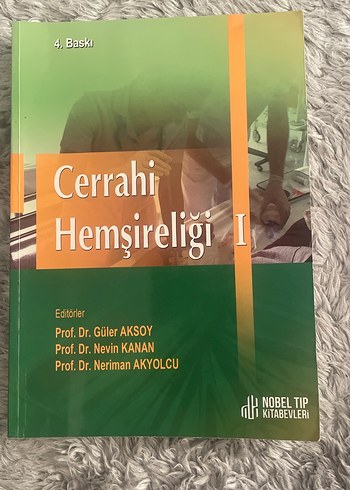 4. Baskı
Cerrahi
Hemşireliği I
Editörler
Prof. Dr. Güler AKSOY
Prof. Dr. Nevin KANAN
Prof. Dr. Neriman AKYOLCU
NOBEL TIP
KİTABEVLERİ